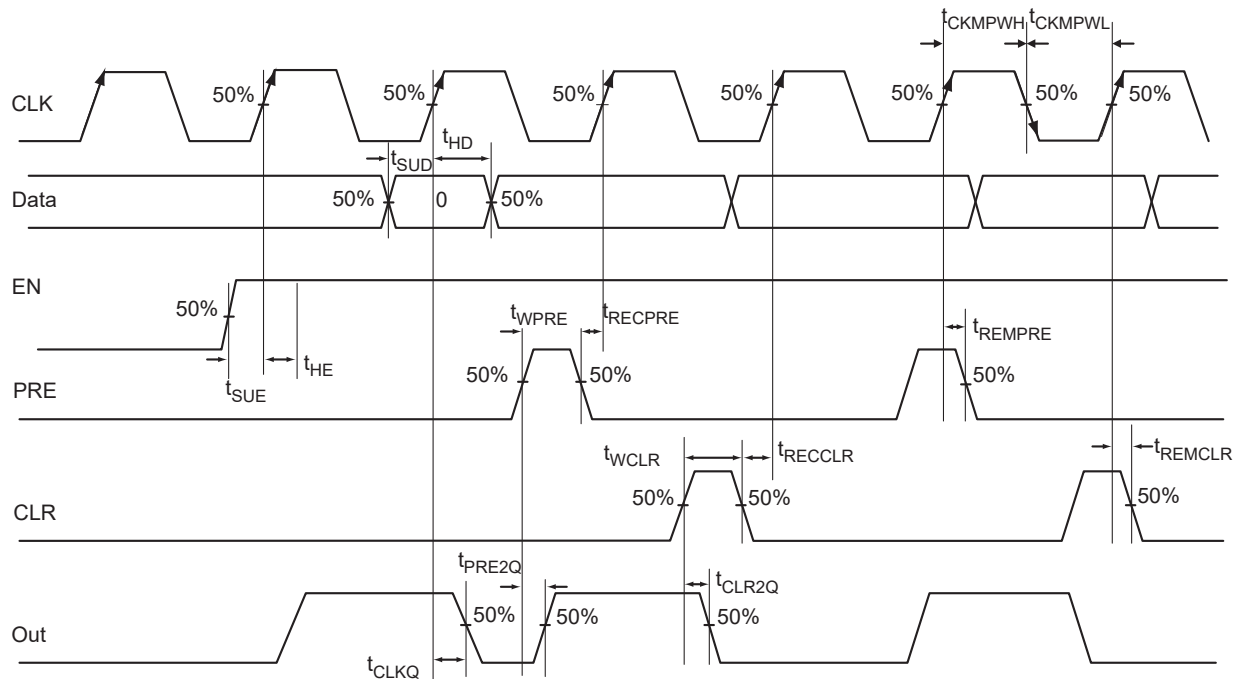 tCKMPWH tCKMPWL
CLK 50% 50% 50% 50% 50% 50% 50%
tSUD tHD
Data 50% 0 50%
EN
50%
tSUE tHE tWPRE tRECPRE tREMPRE
PRE 50% 50% 50%
tWCLR tRECCLR tREMCLR
CLR 50% 50% 50%
tPRE2Q tCLR2Q
Out 50% 50% 50%
tCLKQ